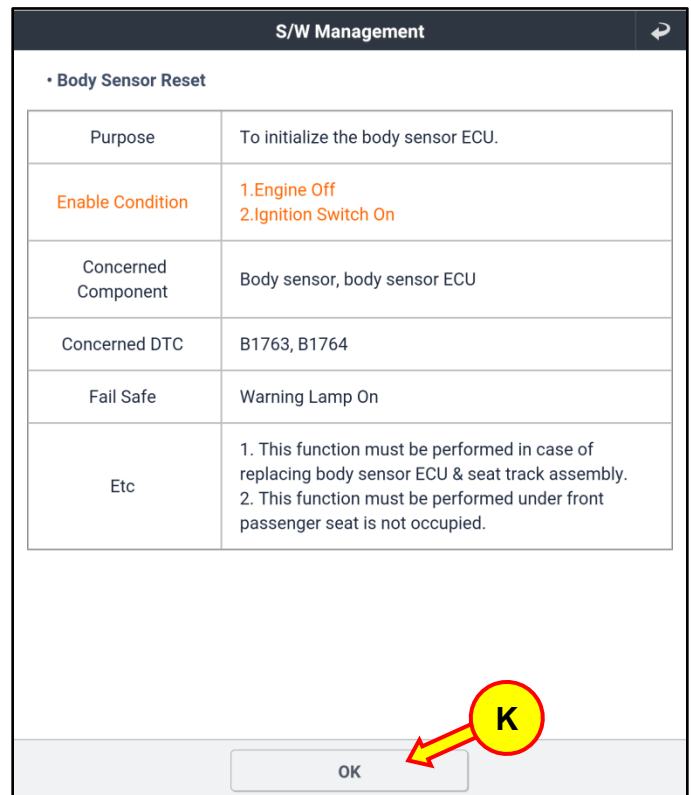 S/W Management
• Body Sensor Reset
Purpose
To initialize the body sensor ECU.
Enable Condition
1.Engine Off
2.Ignition Switch On
Concerned
Component
Body sensor, body sensor ECU
Concerned DTC
B1763, B1764
Fail Safe
Warning Lamp On
Etc
1. This function must be performed in case of
replacing body sensor ECU & seat track assembly.
2. This function must be performed under front
passenger seat is not occupied.
K
OK